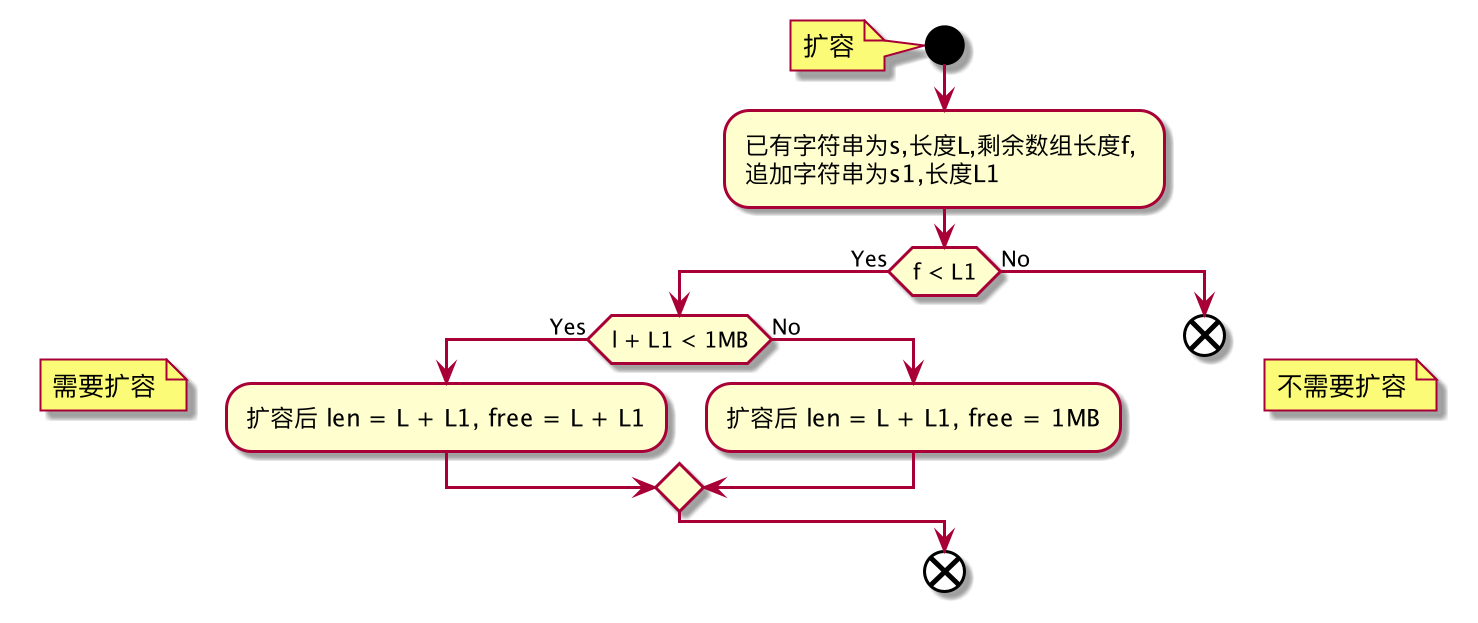 扩容
已有字符串为s,长度L,剩余数组长度f,
追加字符串为s1,长度L1
Yes
f < L1
No
Yes
l + L1 < 1MB
No
需要扩容
扩容后 len = L + L1, free = L + L1
扩容后 len = L + L1, free = 1MB
不需要扩容